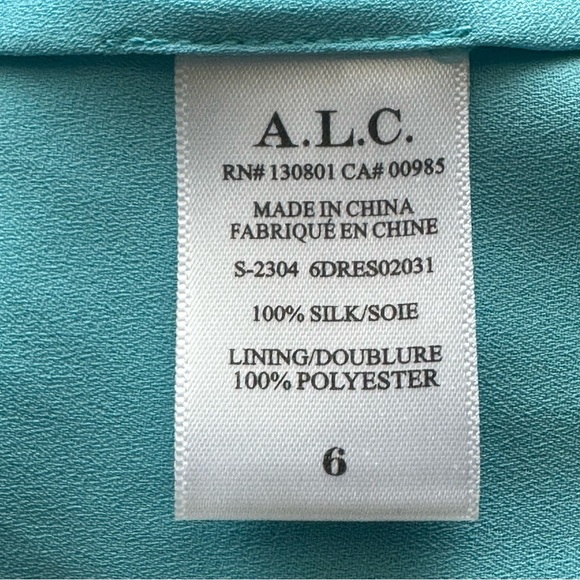 A.L.C.
RN# 130801 CA# 00985
MADE IN CHINA
FABRIQUÉ EN CHINE
S-2304 6DRES02031
100% SILK/SOIE
LINING/DOUBLURE
100% POLYESTER
6